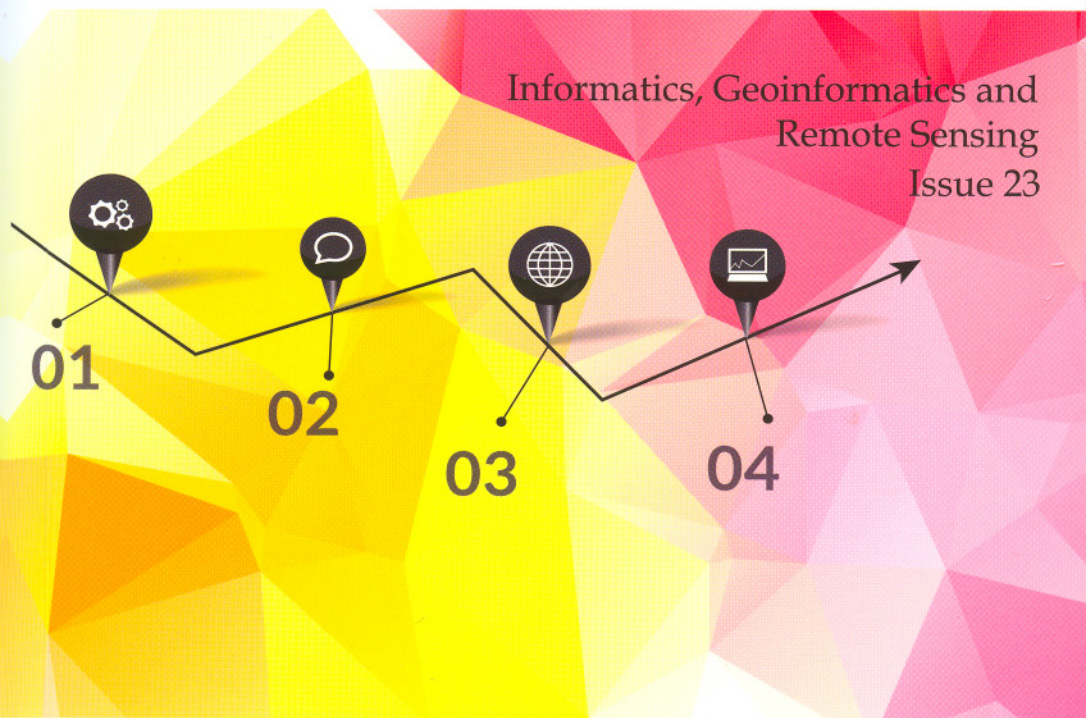 Informatics, Geoinformatics and
Remote Sensing
Issue 23
01
02
03
04